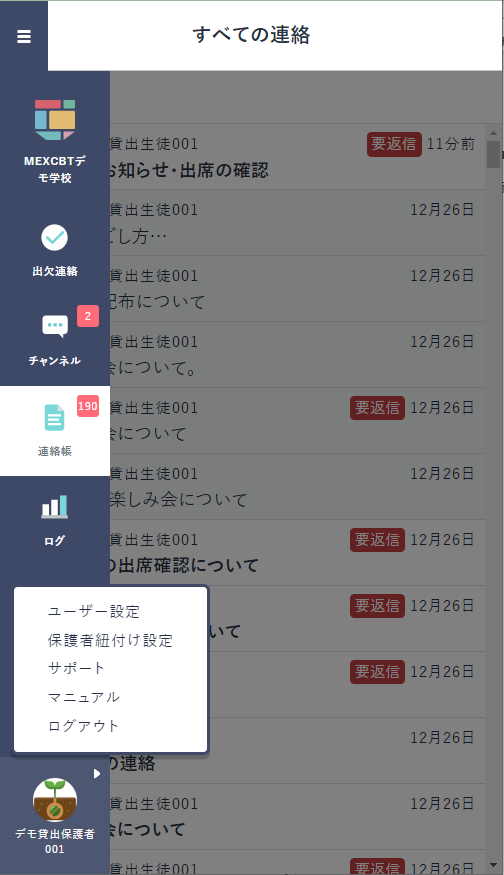 すべての連絡
MEXCBTデ
モ学校
出欠連絡
2
チャンネル
190
連絡帳
ログ
貸出生徒001
要返信 11分前
お知らせ・出席の確認
貸出生徒001
12月26日
ごし方…
貸出生徒001
12月26日
配布について
貸出生徒001
12月26日
会について。
貸出生徒001
要返信 12月26日
会について
貸出生徒001
12月26日
楽しみ会について
貸出生徒001
要返信 12月26日
の出席確認について
要返信 12月26日
いて
要返信 12月26日
12月26日
の連絡
貸出生徒001
12月26日
会について
貸出生徒001
要返信 12月26日
ユーザー設定
保護者紐付け設定
サポート
マニュアル
ログアウト
デモ貸出保護者
001